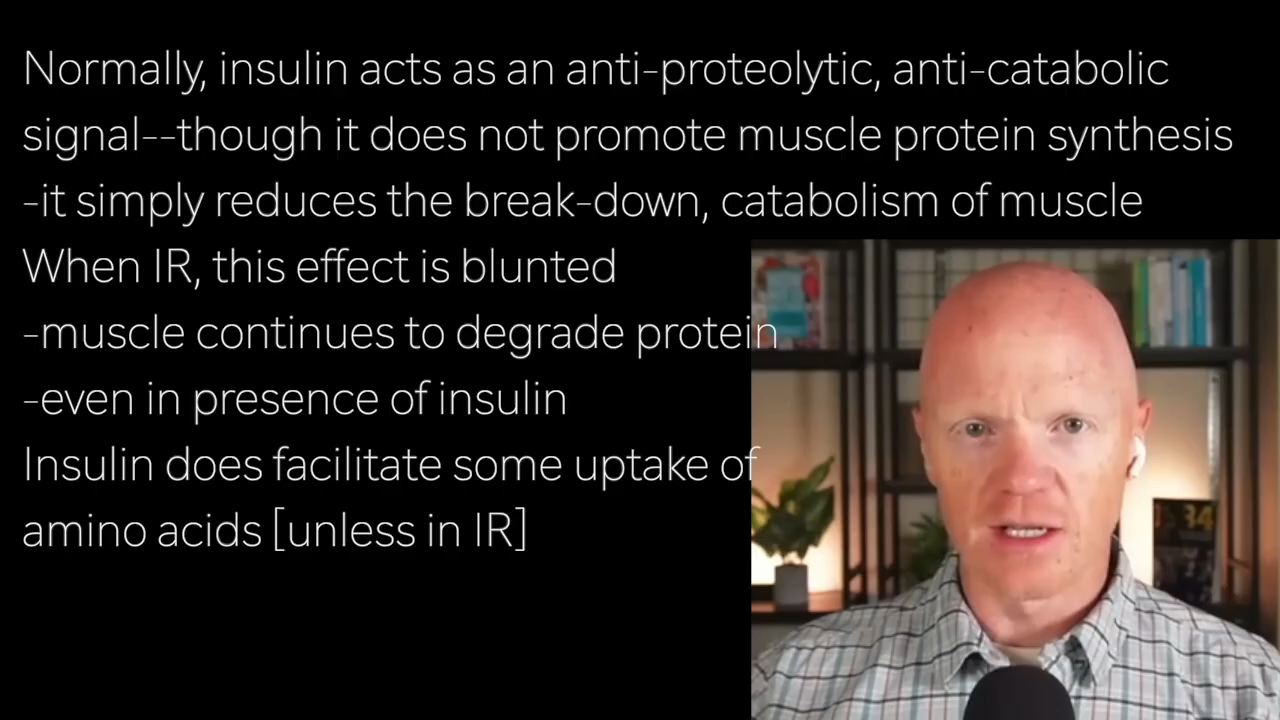 Normally, insulin acts as an anti-proteolytic, anti-catabolic
signal--though it does not promote muscle protein synthesis
-it simply reduces the break-down, catabolism of muscle
When IR, this effect is blunted
-muscle continues to degrade protein
-even in presence of insulin
Insulin does facilitate some uptake of
amino acids [unless in IR]